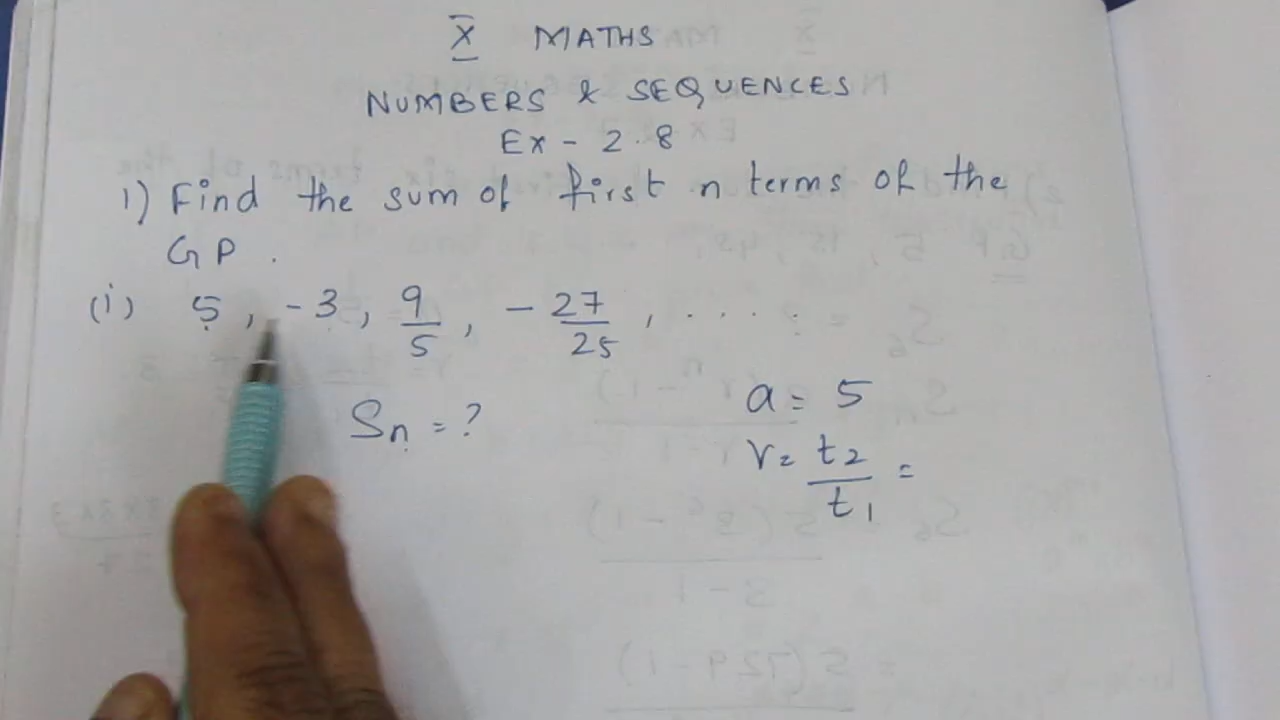 X MATHS
NUMBERS & SEQUENCES
Ex - 2.8
1) Find the sum of first n terms of the
GP.
(i) 5, -3, 9/5, -27/25, ....
Sn = ?
a = 5
r = t2/t1 =